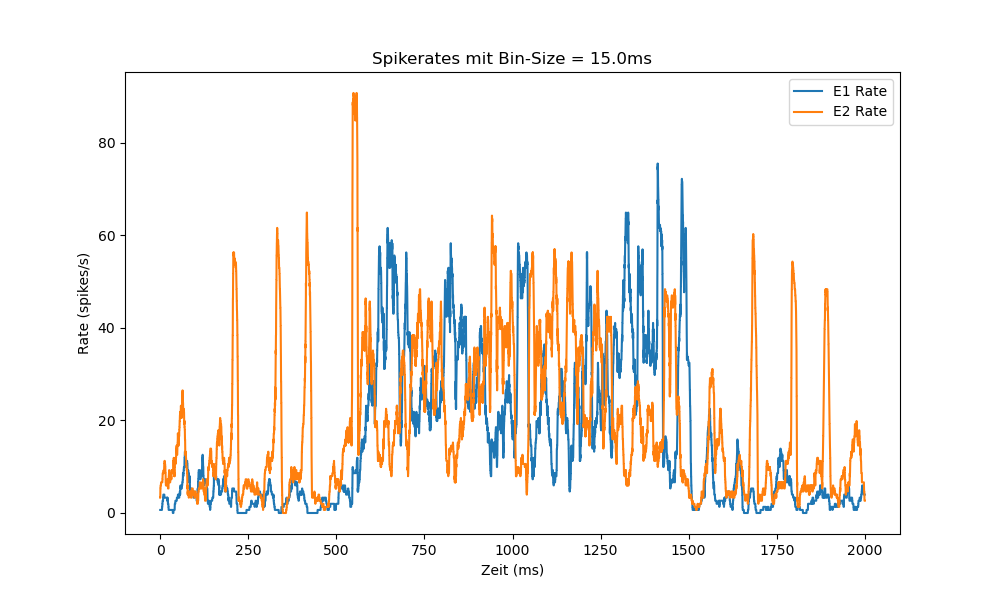 Spikerates mit Bin-Size = 15.0ms
E1 Rate
E2 Rate
Rate (spikes/s)
80
60
40
20
0
0 250 500 750 1000 1250 1500 1750 2000
Zeit (ms)